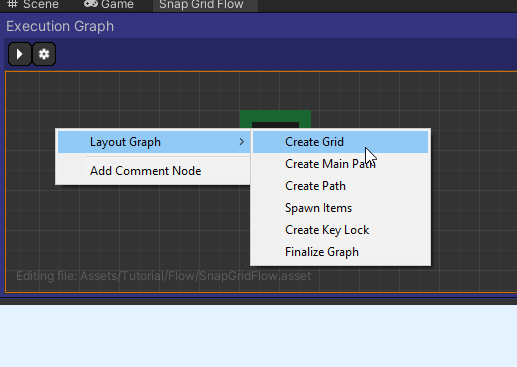 Scene Game Snap Grid Flow
Execution Graph
Layout Graph
Create Grid
Create Main Path
Add Comment Node
Create Path
Spawn Items
Create Key Lock
Finalize Graph
Editing file: Assets/Tutorial/Flow/SnapGridFlow.asset